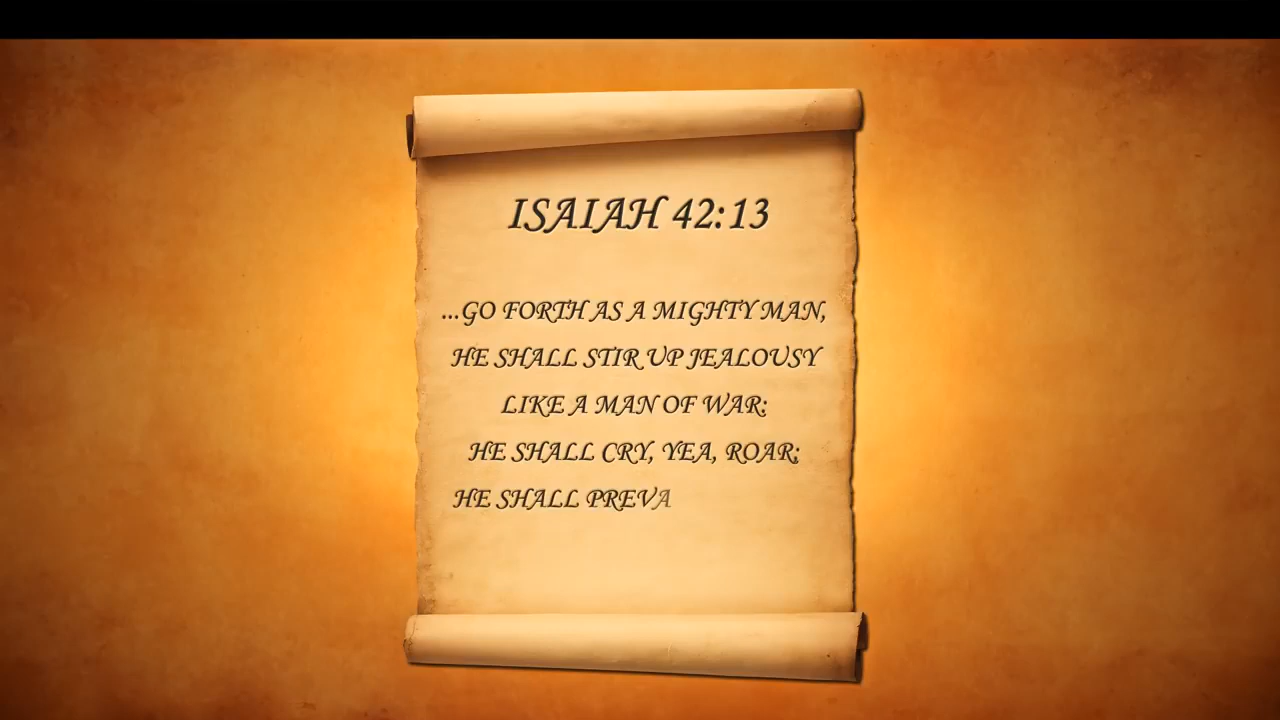 ISAIAH 42:13
...GO FORTH AS A MIGHTY MAN,
HE SHALL STIR UP JEALOUSY
LIKE A MAN OF WAR:
HE SHALL CRY, YEA, ROAR;
HE SHALL PREVA